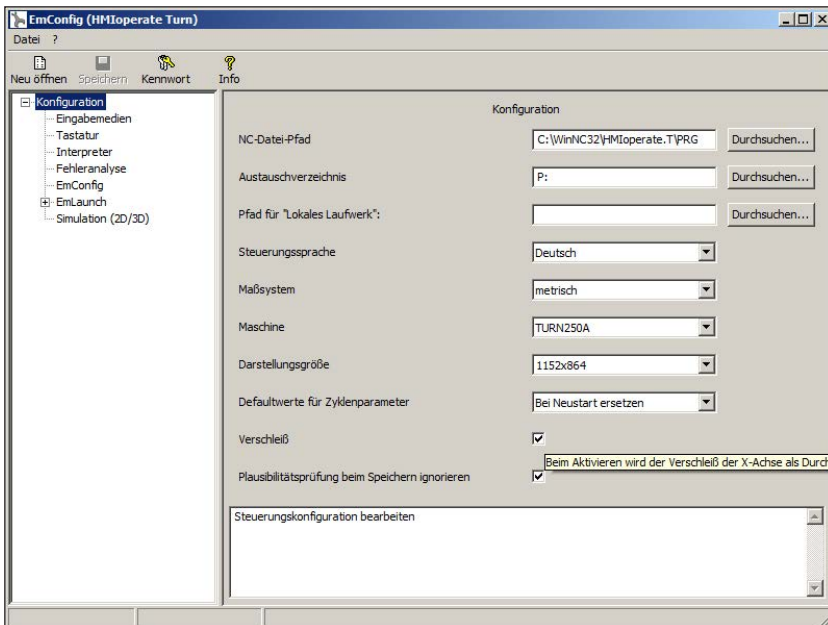 EmConfig (HMIoperate Turn)
Datei ?
Neu öffnen Speichern Kennwort Info
Konfiguration
Eingabemedien
Tastatur
Interpreter
Fehleranalyse
EmConfig
EmLaunch
Simulation (2D/3D)
Konfiguration
NC-Datei-Pfad C:\WinNC32\HMIoperate.T\PRG Durchsuchen...
Austauschverzeichnis P: Durchsuchen...
Pfad für "Lokales Laufwerk": Durchsuchen...
Steuerungssprache Deutsch
Maßsystem metrisch
Maschine TURN250A
Darstellungsgröße 1152x864
Defaultwerte für Zyklenparameter Bei Neustart ersetzen
Verschleiß
Beim Aktivieren wird der Verschleiß der X-Achse als Durch
Plausibilitätsprüfung beim Speichern ignorieren
Steuerungskonfiguration bearbeiten